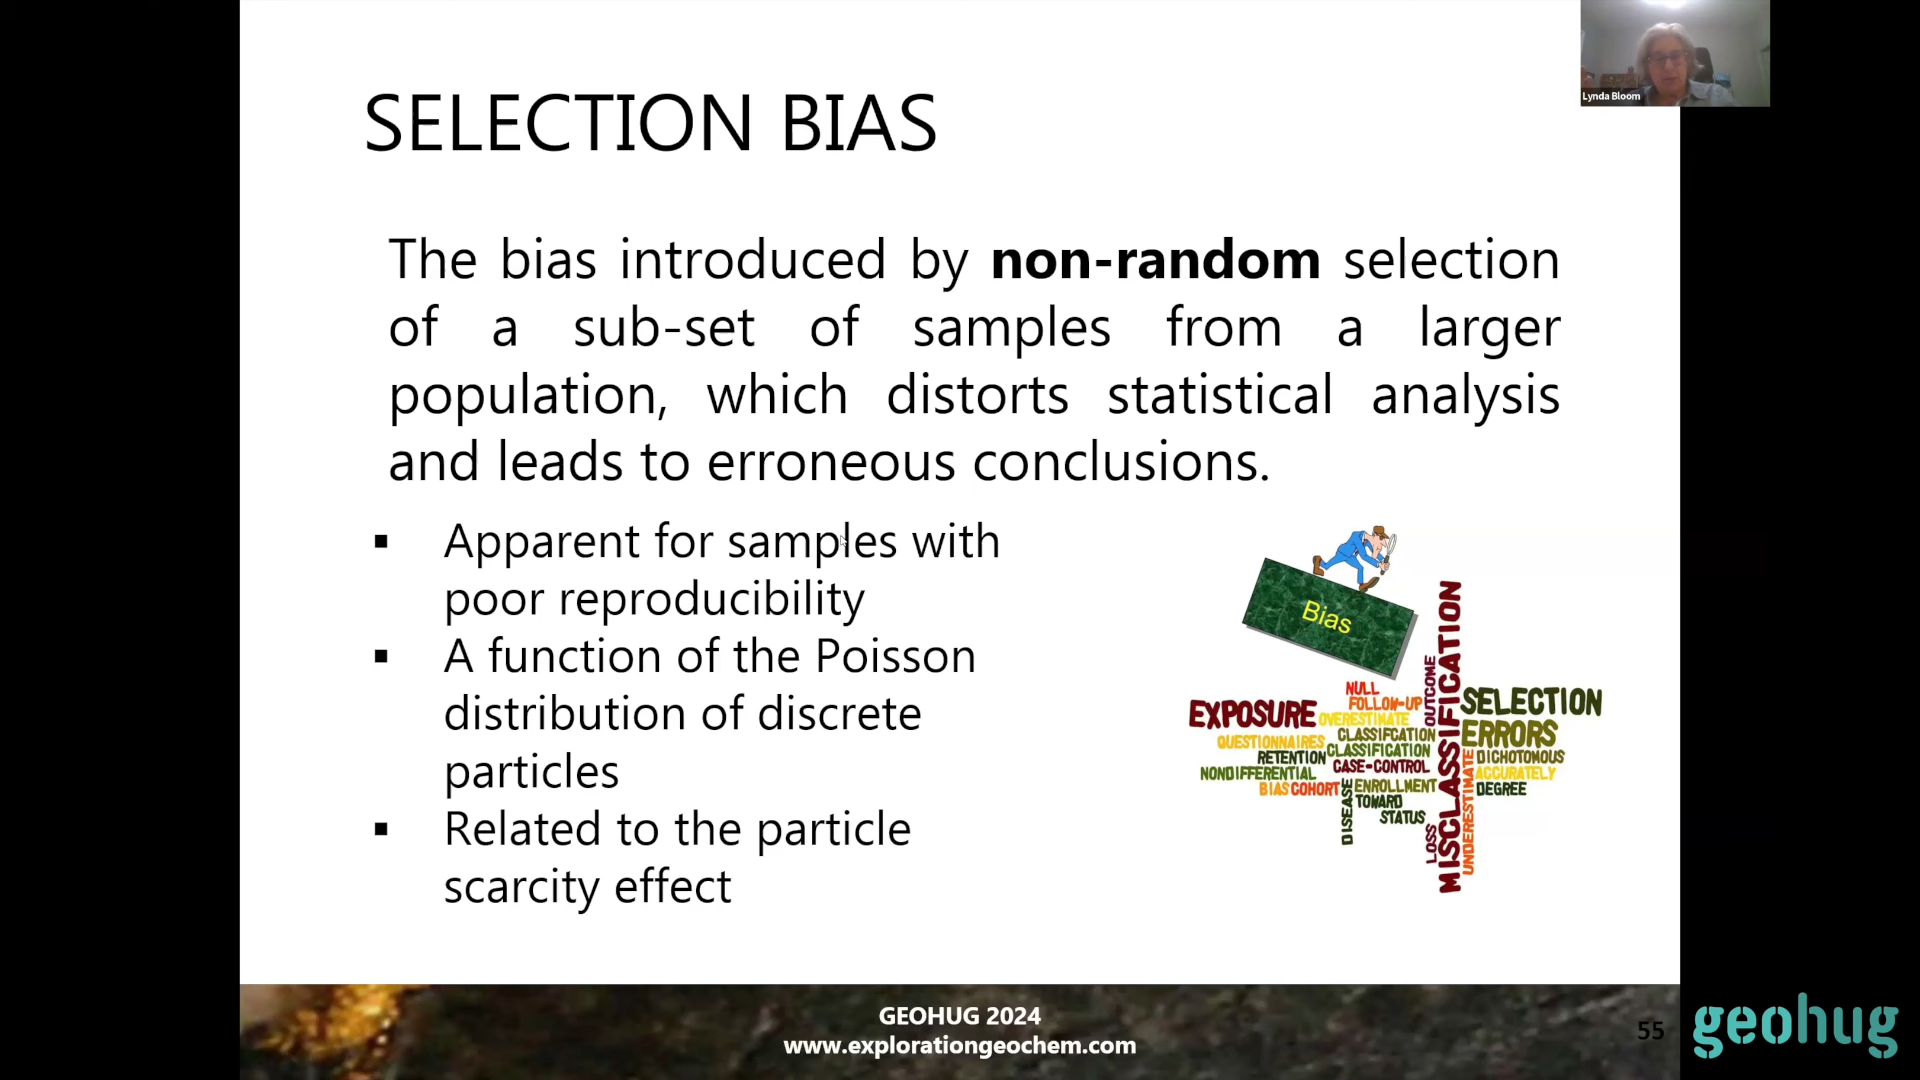 Lynda Bloom
SELECTION BIAS
The bias introduced by non-random selection
of a sub-set of samples from a larger
population, which distorts statistical analysis
and leads to erroneous conclusions.
▪ Apparent for samples with
poor reproducibility
▪ A function of the Poisson
distribution of discrete
particles
▪ Related to the particle
scarcity effect
Bias
MISCLASSIFICATION
OUTCOME
NULL
FOLLOW-UP
SELECTION
EXPOSURE
OVERESTIMATE
ERRORS
CLASSIFCATION
QUESTIONNAIRES
CLASSIFICATION
RETENTION
DICHOTOMOUS
CASE-CONTROL
NONDIFFERENTIAL
ACCURATELY
BIAS
COHORT
ENROLLMENT
DEGREE
DISEASE
TOWARD
STATUS
LOSS
UNDERESTIMATE
GEOHUG 2024
www.explorationgeochem.com
55
geohug